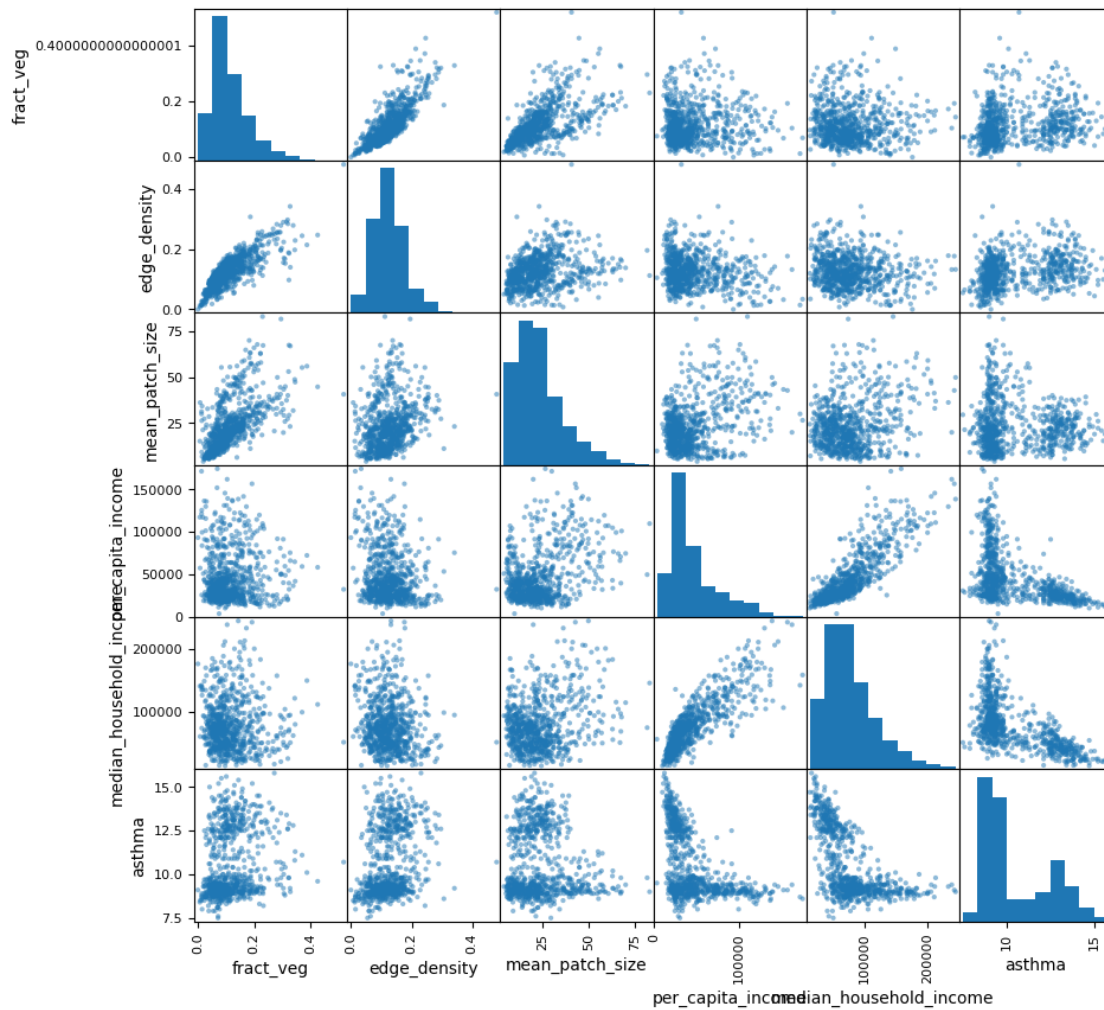 fract_veg
0.4000000000000001
0.2
0.0
edge_density
0.4
0.2
0.0
mean_patch_size
75
50
25
per_capita_income
150000
100000
50000
0
median_household_income
200000
100000
asthma
15.0
12.5
10.0
7.5
0.0 0.2 0.4 0.0 0.2 0.4 25 50 75 0 100000 100000 200000 10 15
fract_veg edge_density mean_patch_size asthma
per_capita_income median_household_income